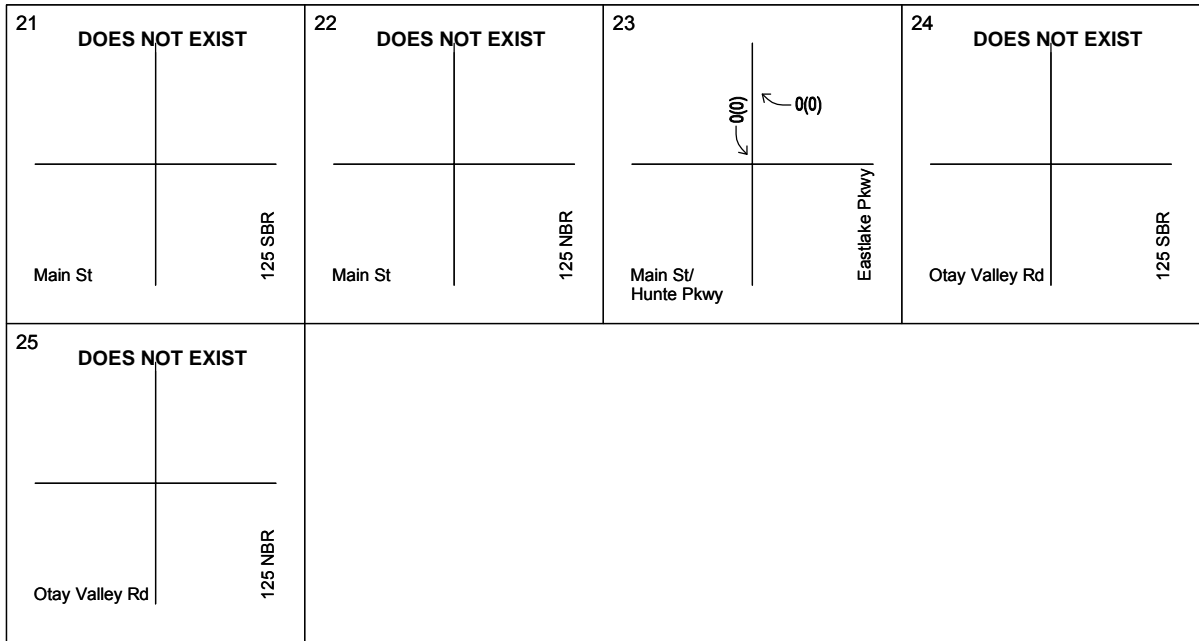 21
DOES NOT EXIST
Main St
125 SBR
22
DOES NOT EXIST
Main St
125 NBR
23
0(0)
0(0)
Main St/
Hunte Pkwy
Eastlake Pkwy
24
DOES NOT EXIST
Otay Valley Rd
125 SBR
25
DOES NOT EXIST
Otay Valley Rd
125 NBR